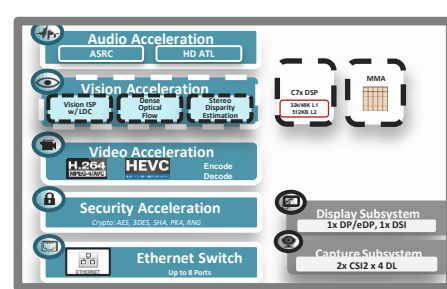 Audio Acceleration
ASRC
HD ATL
Vision Acceleration
Vision ISP
w/ LDC
Dense
Optical
Flow
Stereo
Disparity
Estimation
Video Acceleration
H.264
MPEG-4/AVC
HEVC
Encode
Decode
Security Acceleration
Crypto: AES, 3DES, SHA, PKA, RNG
ETHERNET
Ethernet Switch
Up to 8 Ports
C7x DSP
32k/48K L1
512KB L2
MMA
Display Subsystem
1x DP/eDP, 1x DSI
Capture Subsystem
2x CSI2 x 4 DL